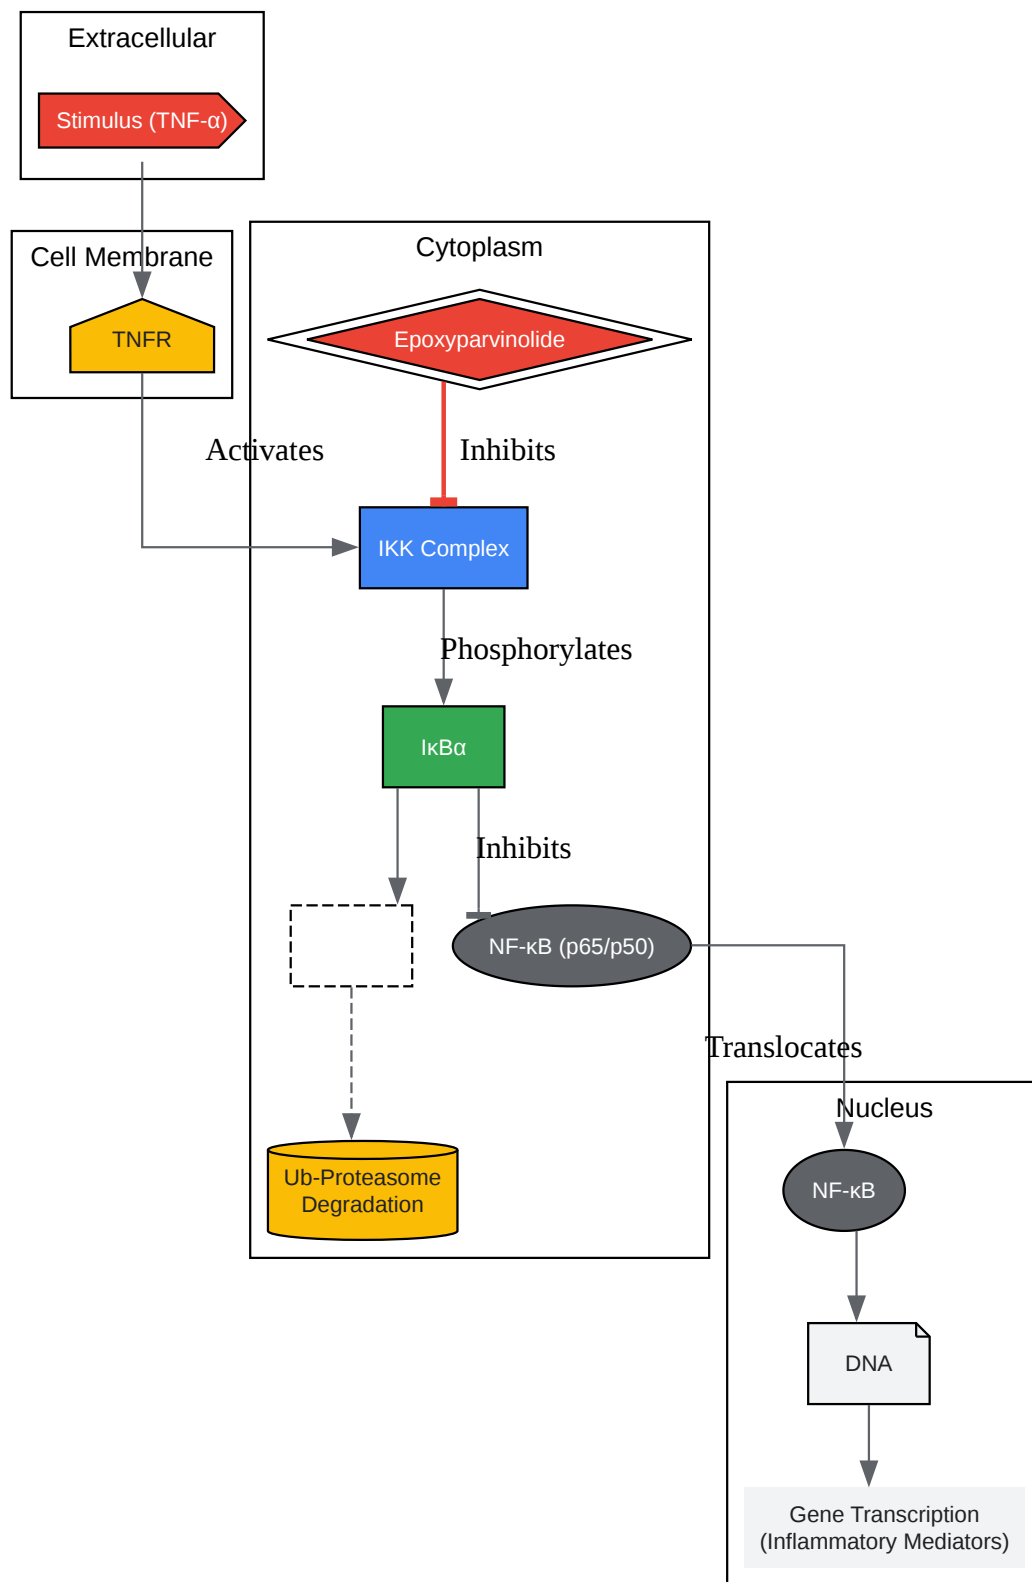 Extracellular
Stimulus (TNF-α)
Cell Membrane
TNFR
Cytoplasm
Epoxyparvinolide
Activates
Inhibits
IKK Complex
Phosphorylates
IκBα
Inhibits
NF-κB (p65/p50)
Translocates
Ub-Proteasome
Degradation
Nucleus
NF-κB
DNA
Gene Transcription
(Inflammatory Mediators)